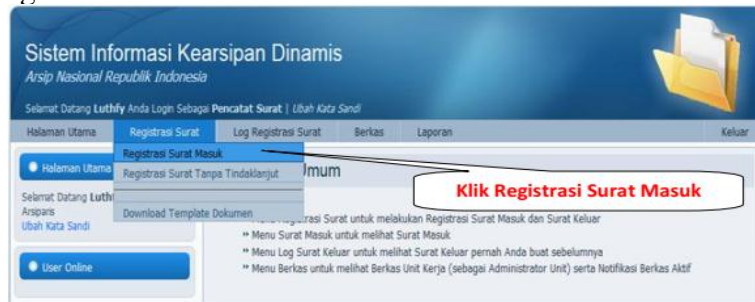 Sistem Informasi Kearsipan Dinamis
Arsip Nasional Republik Indonesia
Selamat Datang Luthfy Anda Login Sebagai Pencatat Surat | Ubah Kata Sandi
Halaman Utama Registrasi Surat Log Registrasi Surat Berkas Laporan Keluar
Halaman Utama
Registrasi Surat Masuk
Registrasi Surat Tanpa Tindaklanjut
Download Template Dokumen
Umum
Klik Registrasi Surat Masuk
Selamat Datang
Arsiparis
Ubah Kata Sandi
User Online
Surat untuk melakukan Registrasi Surat Masuk dan Surat Keluar
» Menu Surat Masuk untuk melihat Surat Masuk
» Menu Log Surat Keluar untuk melihat Surat Keluar pernah Anda buat sebelumnya
» Menu Berkas untuk melihat Berkas Unit Kerja (sebagai Administrator Unit) serta Notifikasi Berkas Aktif